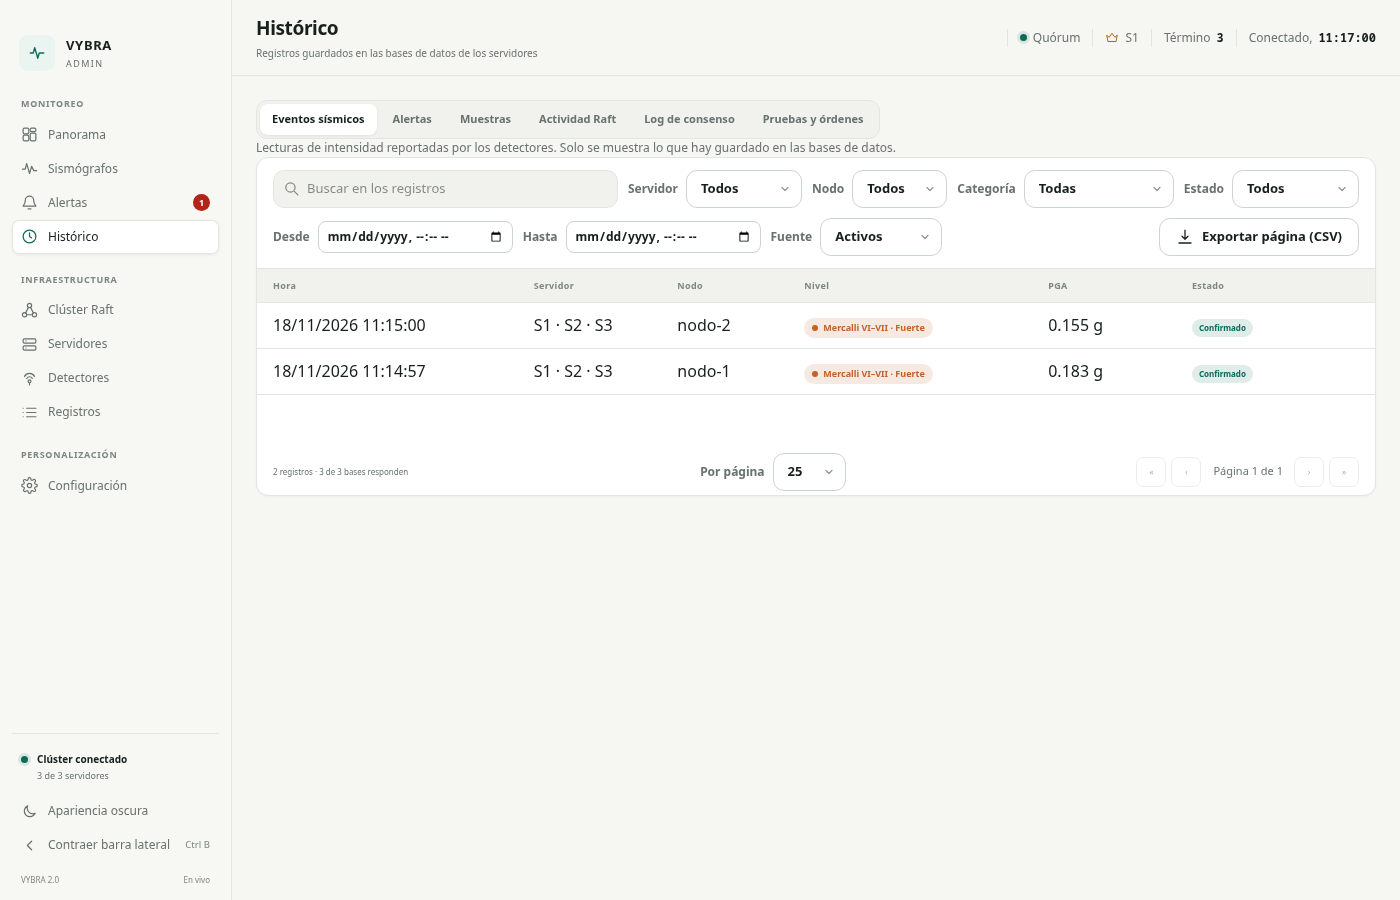 VYBRA
ADMIN
MONITOREO
Panorama
Sismógrafos
Alertas 1
Histórico
INFRAESTRUCTURA
Clúster Raft
Servidores
Detectores
Registros
PERSONALIZACIÓN
Configuración
Clúster conectado
3 de 3 servidores
Apariencia oscura
Contraer barra lateral Ctrl B
VYBRA 2.0 En vivo
Histórico
Registros guardados en las bases de datos de los servidores
Quórum S1 Término 3 Conectado, 11:17:00
Eventos sísmicos Alertas Muestras Actividad Raft Log de consenso Pruebas y órdenes
Lecturas de intensidad reportadas por los detectores. Solo se muestra lo que hay guardado en las bases de datos.
Buscar en los registros Servidor Todos Nodo Todos Categoría Todas Estado Todos
Desde mm/dd/yyyy, --:-- -- Hasta mm/dd/yyyy, --:-- -- Fuente Activos Exportar página (CSV)
Hora Servidor Nodo Nivel PGA Estado
18/11/2026 11:15:00 S1 · S2 · S3 nodo-2 Mercalli VI–VII · Fuerte 0.155 g Confirmado
18/11/2026 11:14:57 S1 · S2 · S3 nodo-1 Mercalli VI–VII · Fuerte 0.183 g Confirmado
2 registros · 3 de 3 bases responden Por página 25 « ‹ Página 1 de 1 › »